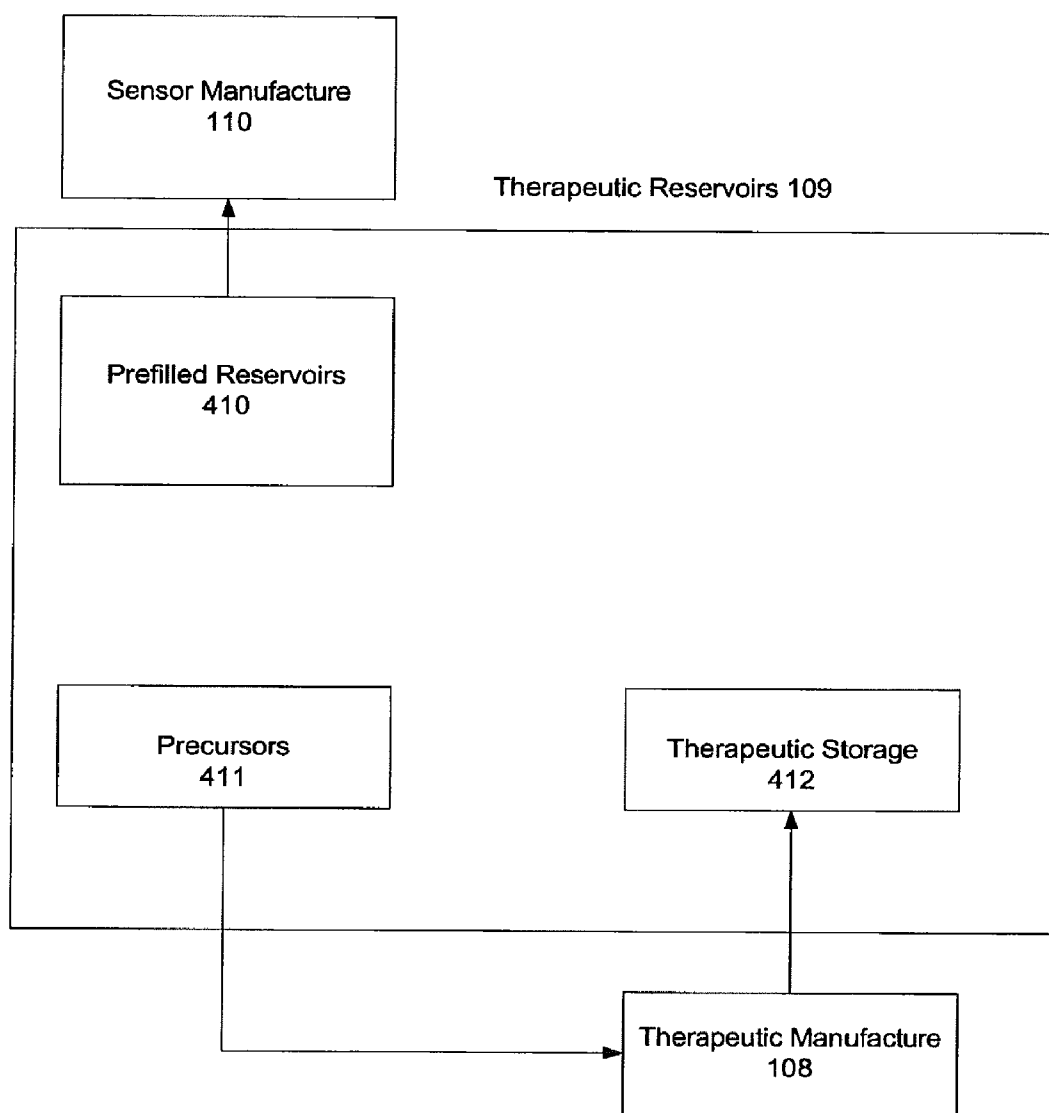 Sensor Manufacture
110
Therapeutic Reservoirs 109
Prefilled Reservoirs
410
Precursors
411
Therapeutic Storage
412
Therapeutic Manufacture
108